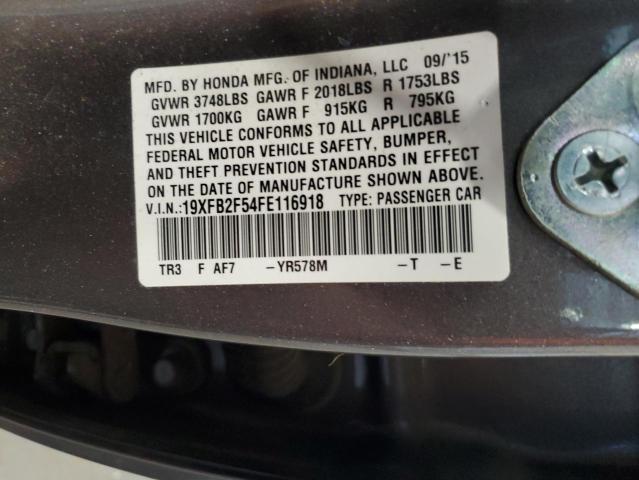 MFD. BY HONDA MFG. OF INDIANA, LLC 09/'15
GVWR 3748LBS GAWR F 2018LBS R 1753LBS
GVWR 1700KG GAWR F 915KG R 795KG
THIS VEHICLE CONFORMS TO ALL APPLICABLE
FEDERAL MOTOR VEHICLE SAFETY, BUMPER,
AND THEFT PREVENTION STANDARDS IN EFFECT
ON THE DATE OF MANUFACTURE SHOWN ABOVE.
V.I.N.:19XFB2F54FE116918 TYPE: PASSENGER CAR
TR3 F AF7 -YR578M -T -E